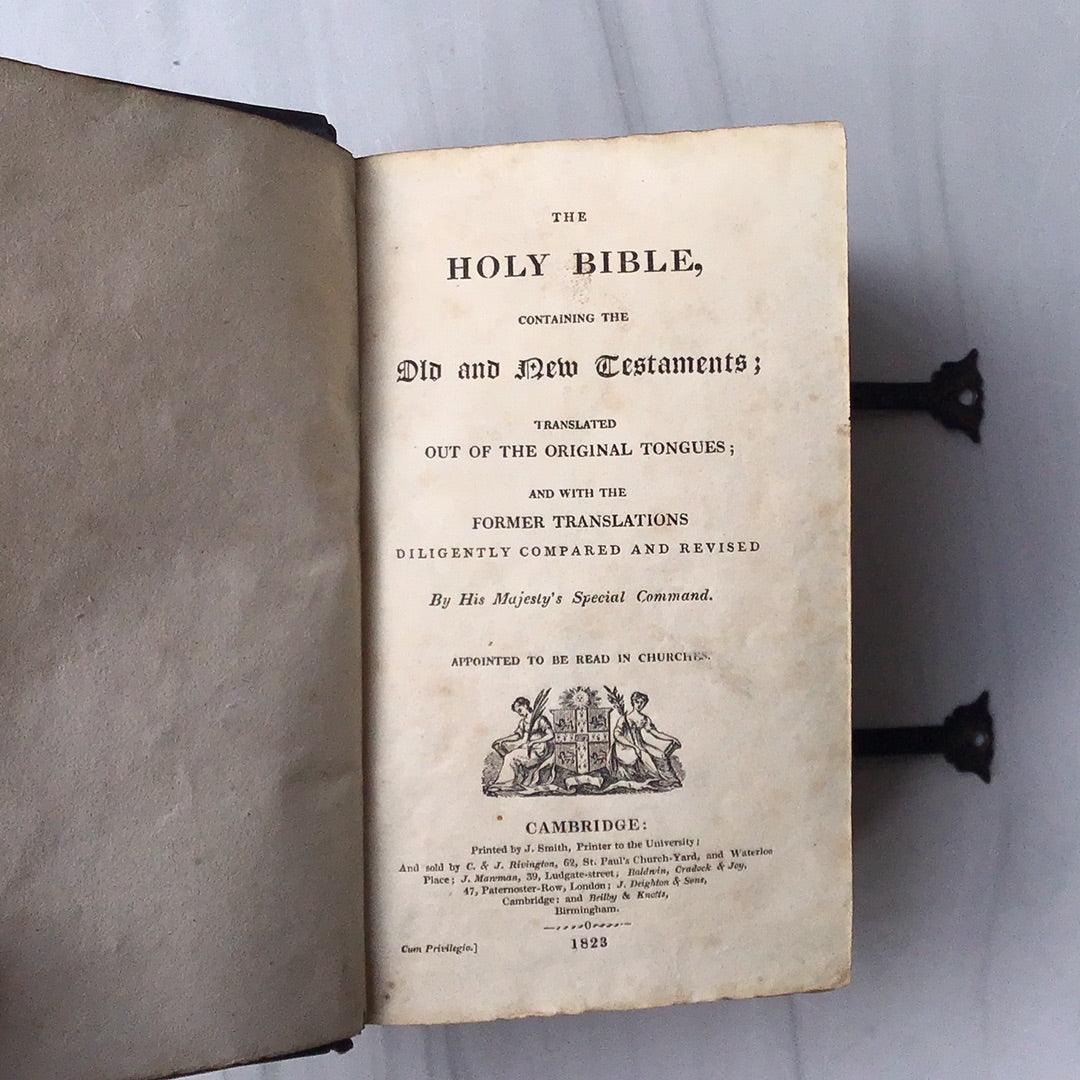 THE
HOLY BIBLE,
CONTAINING THE
Old and New Testaments;
TRANSLATED
OUT OF THE ORIGINAL TONGUES;
AND WITH THE
FORMER TRANSLATIONS
DILIGENTLY COMPARED AND REVISED
By His Majesty's Special Command.
APPOINTED TO BE READ IN CHURCHES.
CAMBRIDGE:
Printed by J. Smith, Printer to the University;
And sold by C. & J. Rivington, 62, St. Paul's Church-Yard, and Waterloo
Place; J. Mawman, 39, Ludgate-street; Baldwin, Cradock & Joy,
47, Paternoster-Row, London; J. Deighton & Sons,
Cambridge; and Beilby & Knotts,
Birmingham.
Cum Privilegio.]
1823